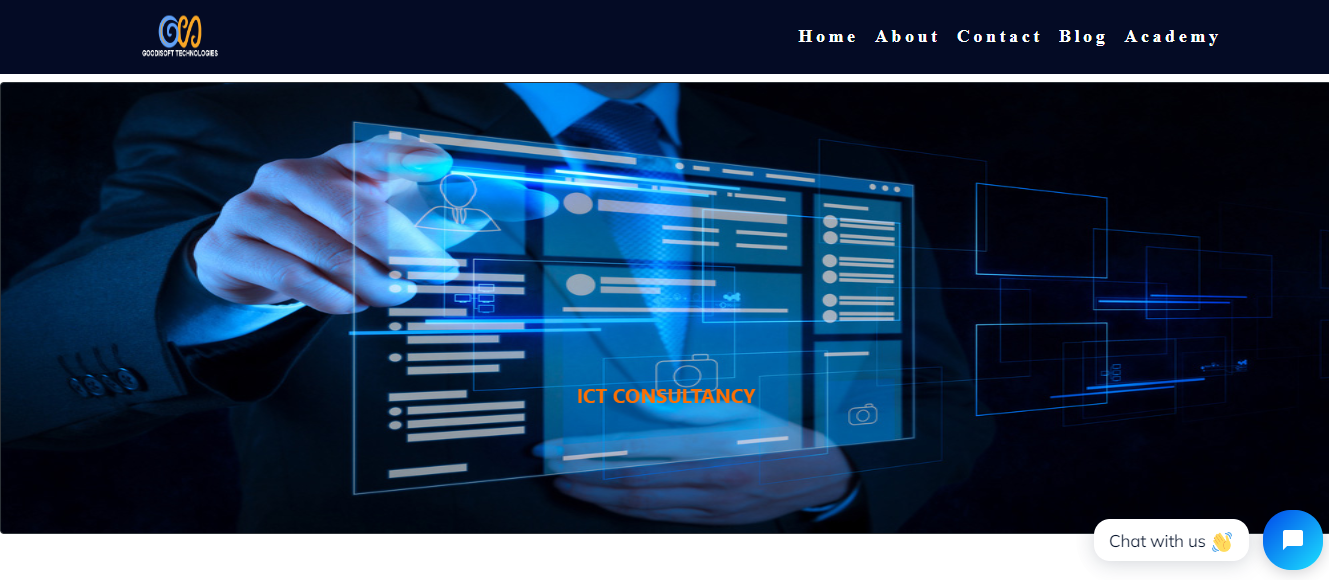 GOODISOFT TECHNOLOGIES
Home About Contact Blog Academy
ICT CONSULTANCY
Chat with us 👋